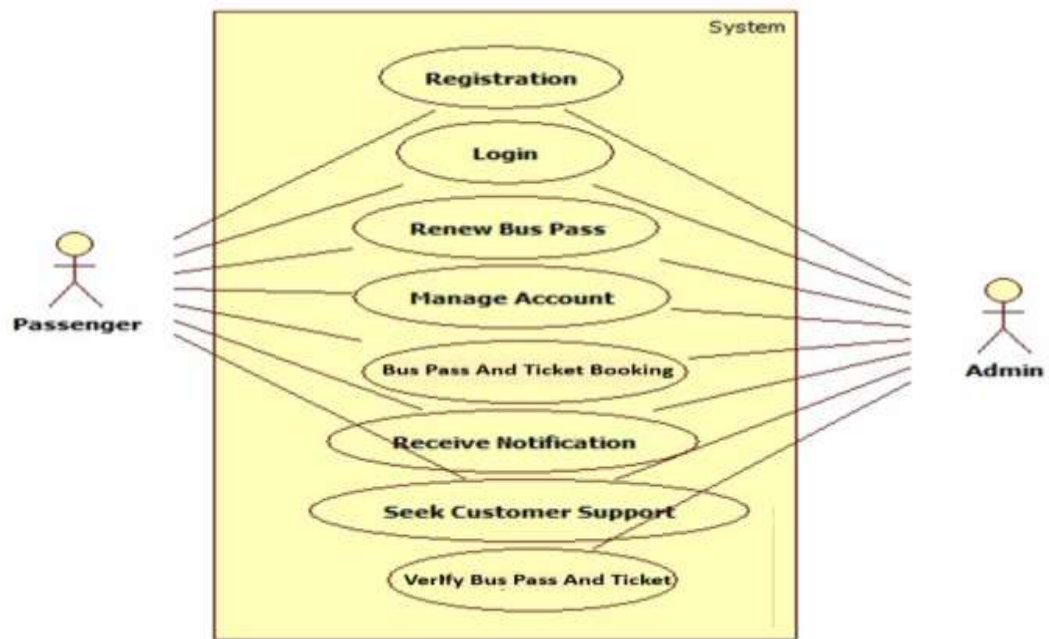 System
Registration
Login
Renew Bus Pass
Manage Account
Passenger
Bus Pass And Ticket Booking
Admin
Receive Notification
Seek Customer Support
Verify Bus Pass And Ticket